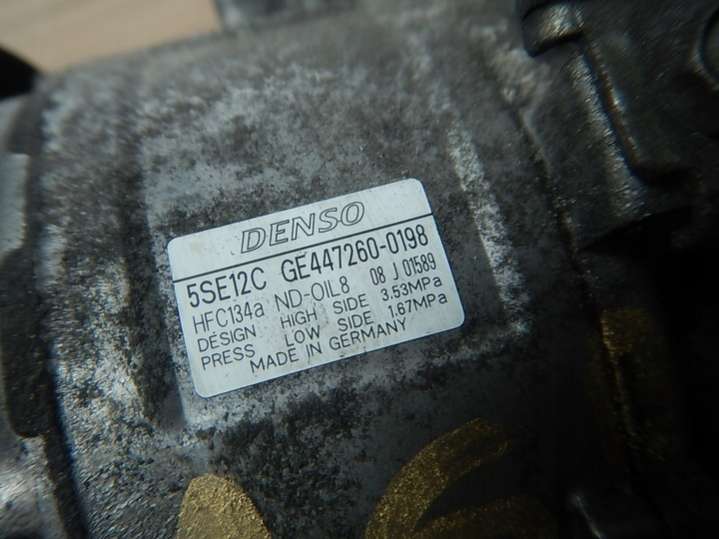 DENSO
5SE12C GE447260-0198
HFC134a ND-OIL8 08 J 01589
DESIGN HIGH SIDE 3.53MPa
PRESS LOW SIDE 1.67MPa
MADE IN GERMANY